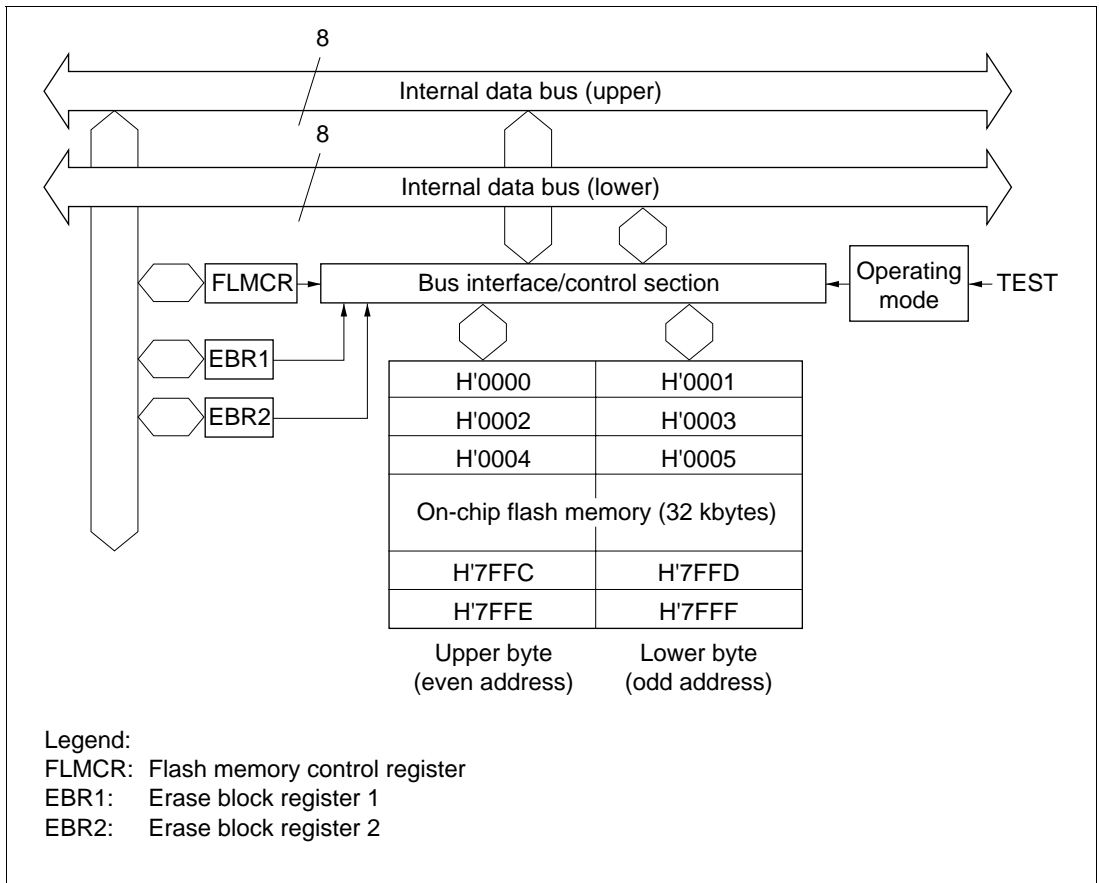 8
Internal data bus (upper)
8
Internal data bus (lower)
FLMCR
Bus interface/control section
Operating
mode
TEST
EBR1
EBR2
H'0000 H'0001
H'0002 H'0003
H'0004 H'0005
On-chip flash memory (32 kbytes)
H'7FFC H'7FFD
H'7FFE H'7FFF
Upper byte
(even address)
Lower byte
(odd address)
Legend:
FLMCR: Flash memory control register
EBR1: Erase block register 1
EBR2: Erase block register 2